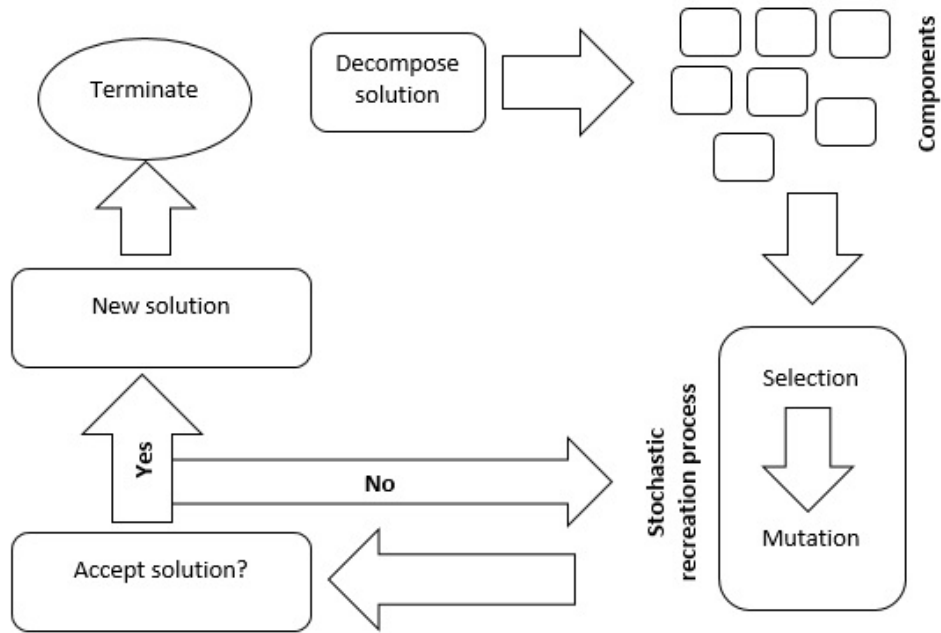 Terminate
Decompose
solution
Components
New solution
Selection
Stochastic
recreation process
Yes
No
Mutation
Accept solution?